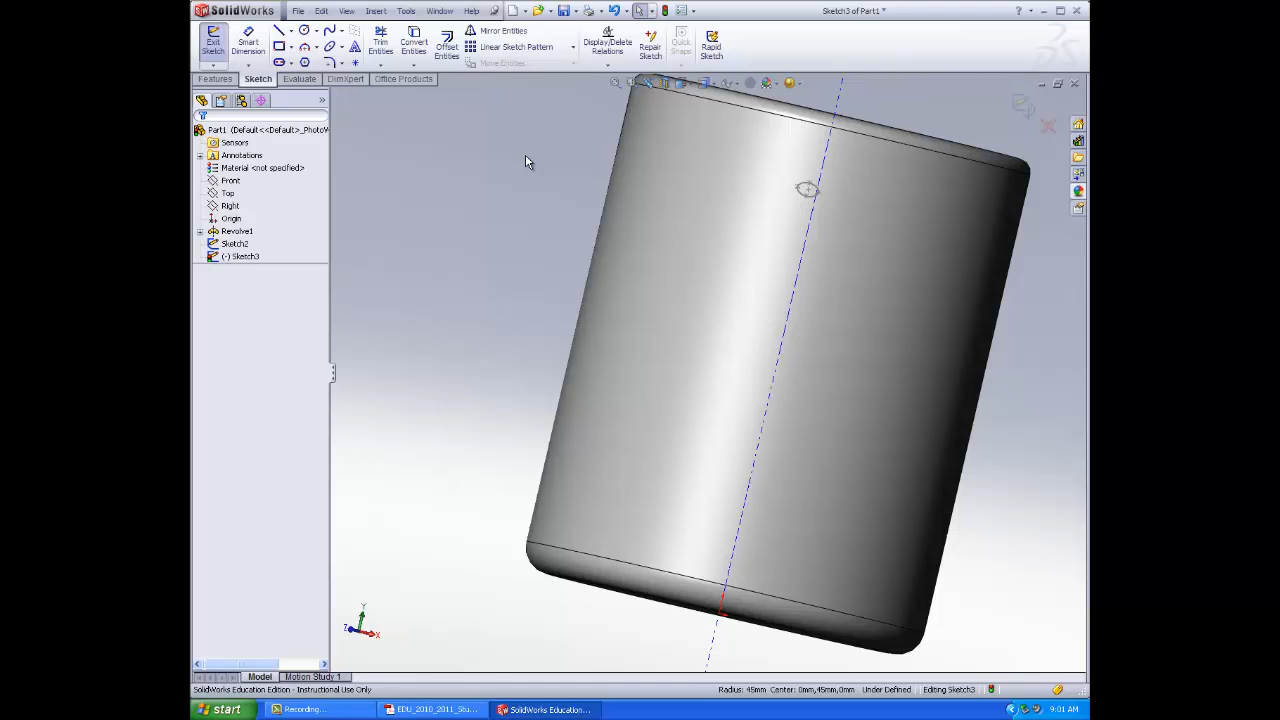 SolidWorks File Edit View Insert Tools Window Help Sketch3 of Part1 *
Exit Sketch
Smart Dimension
Trim Entities
Convert Entities
Offset Entities
Mirror Entities
Linear Sketch Pattern
Move Entities
Display/Delete Relations
Repair Sketch
Quick Snaps
Rapid Sketch
Features Sketch Evaluate DimXpert Office Products
Part1 (Default<<Default>_PhotoW
Sensors
Annotations
Material <not specified>
Front
Top
Right
Origin
Revolve1
Sketch2
(-) Sketch3
Y
Z X
Model Motion Study 1
SolidWorks Education Edition - Instructional Use Only Radius: 45mm Center: 0mm,45mm,0mm Under Defined Editing Sketch3
start Recording... EDU_2010_2011_Stu... SolidWorks Education... 9:01 AM